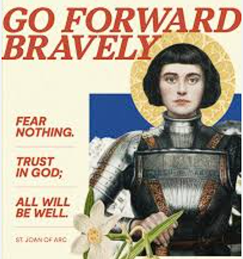 GO FORWARD
BRAVELY
FEAR
NOTHING.
TRUST
IN GOD;
ALL WILL
BE WELL.
ST. JOAN OF ARC